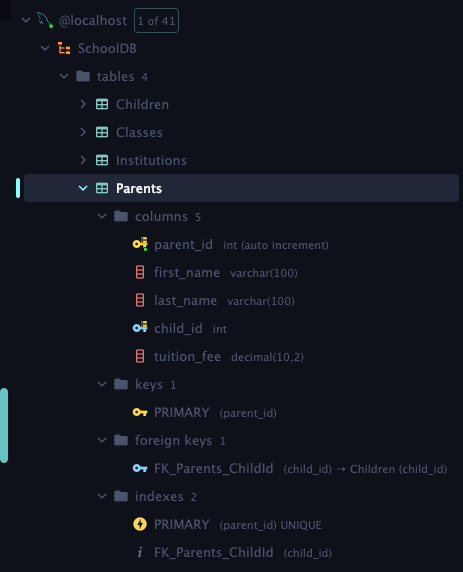 @localhost 1 of 41
SchoolDB
tables 4
Children
Classes
Institutions
Parents
columns 5
parent_id int (auto increment)
first_name varchar(100)
last_name varchar(100)
child_id int
tuition_fee decimal(10,2)
keys 1
PRIMARY (parent_id)
foreign keys 1
FK_Parents_ChildId (child_id) → Children (child_id)
indexes 2
PRIMARY (parent_id) UNIQUE
i FK_Parents_ChildId (child_id)